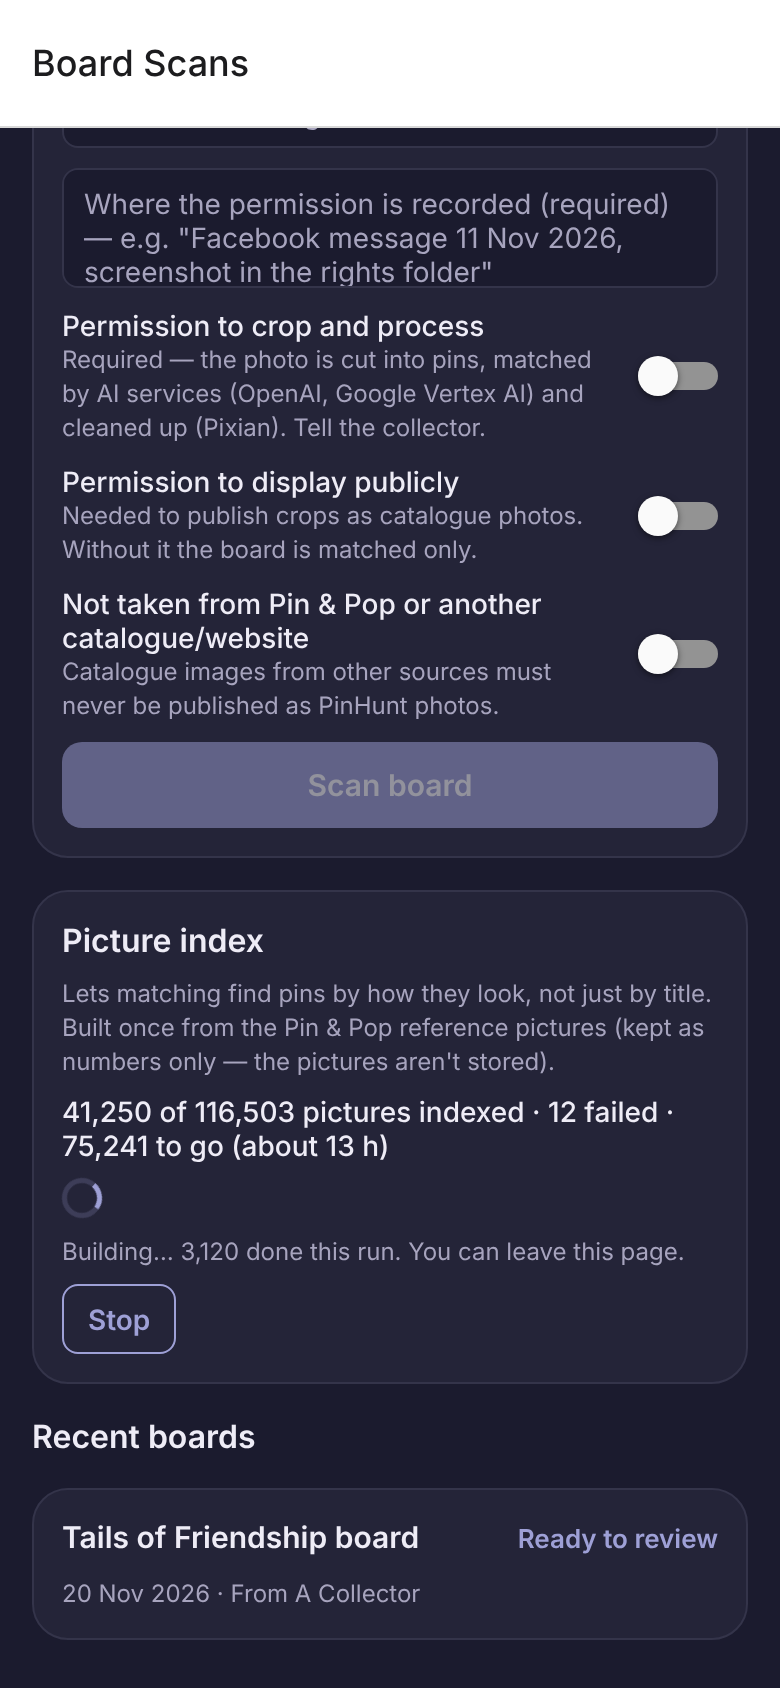 Board Scans
Where the permission is recorded (required)
— e.g. "Facebook message 11 Nov 2026,
screenshot in the rights folder"
Permission to crop and process
Required — the photo is cut into pins, matched
by AI services (OpenAI, Google Vertex AI) and
cleaned up (Pixian). Tell the collector.
Permission to display publicly
Needed to publish crops as catalogue photos.
Without it the board is matched only.
Not taken from Pin & Pop or another
catalogue/website
Catalogue images from other sources must
never be published as PinHunt photos.
Scan board
Picture index
Lets matching find pins by how they look, not just by title.
Built once from the Pin & Pop reference pictures (kept as
numbers only — the pictures aren't stored).
41,250 of 116,503 pictures indexed · 12 failed ·
75,241 to go (about 13 h)
Building... 3,120 done this run. You can leave this page.
Stop
Recent boards
Tails of Friendship board
Ready to review
20 Nov 2026 · From A Collector